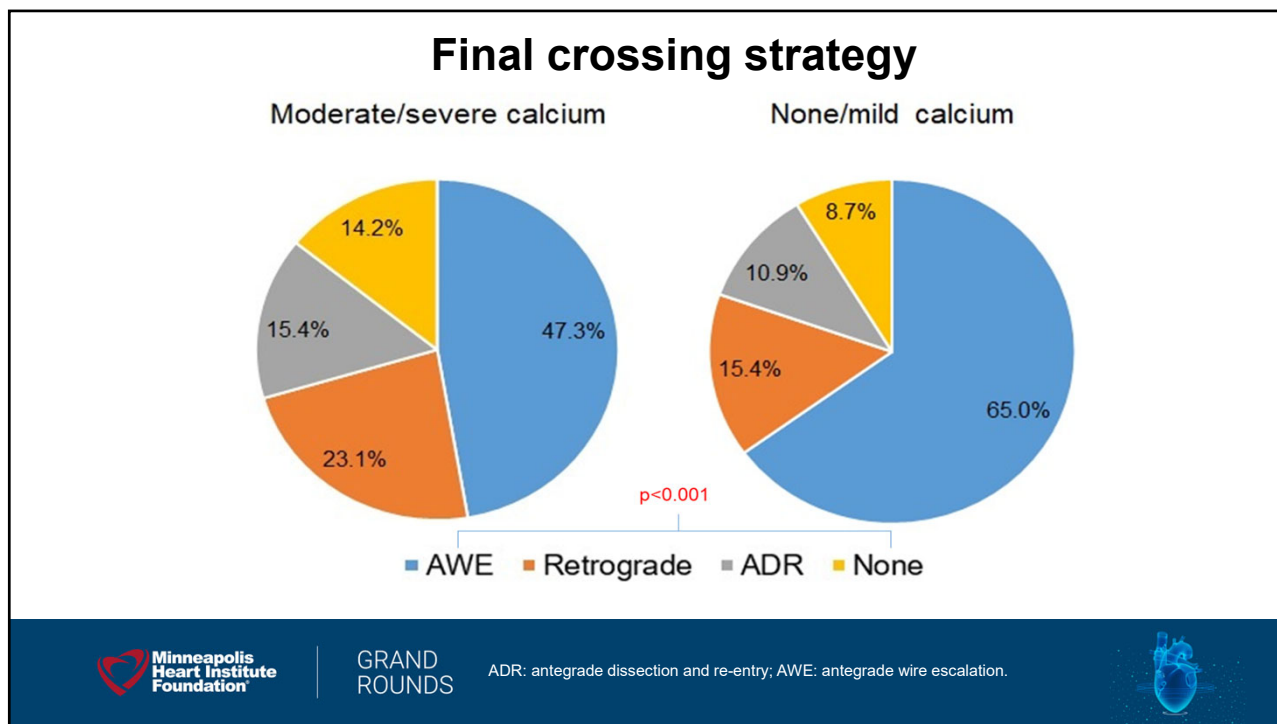 Final crossing strategy
Moderate/severe calcium
14.2%
47.3%
15.4%
23.1%
None/mild calcium
8.7%
10.9%
15.4%
65.0%
p<0.001
AWE Retrograde ADR None
Minneapolis
Heart Institute
Foundation®
GRAND
ROUNDS
ADR: antegrade dissection and re-entry; AWE: antegrade wire escalation.